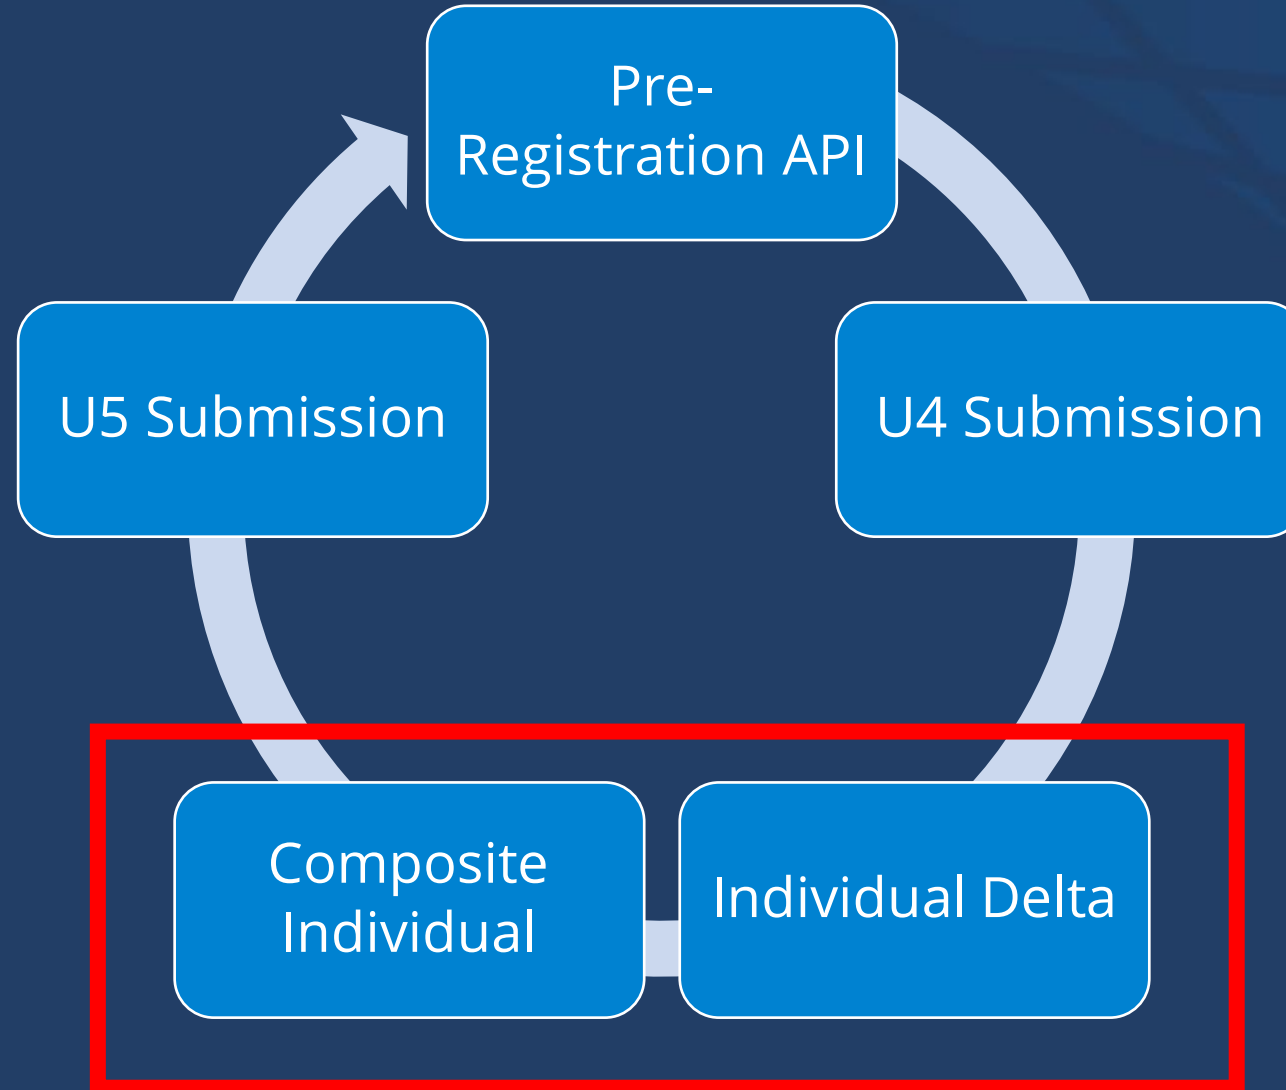 Pre-
Registration API
U5 Submission
U4 Submission
Composite
Individual
Individual Delta